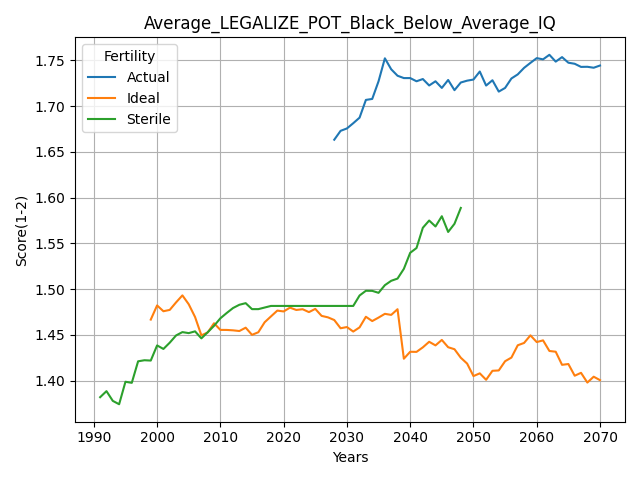 Average_LEGALIZE_POT_Black_Below_Average_IQ
Fertility
Actual
Ideal
Sterile
Score(1-2)
1.75
1.70
1.65
1.60
1.55
1.50
1.45
1.40
1990 2000 2010 2020 2030 2040 2050 2060 2070
Years